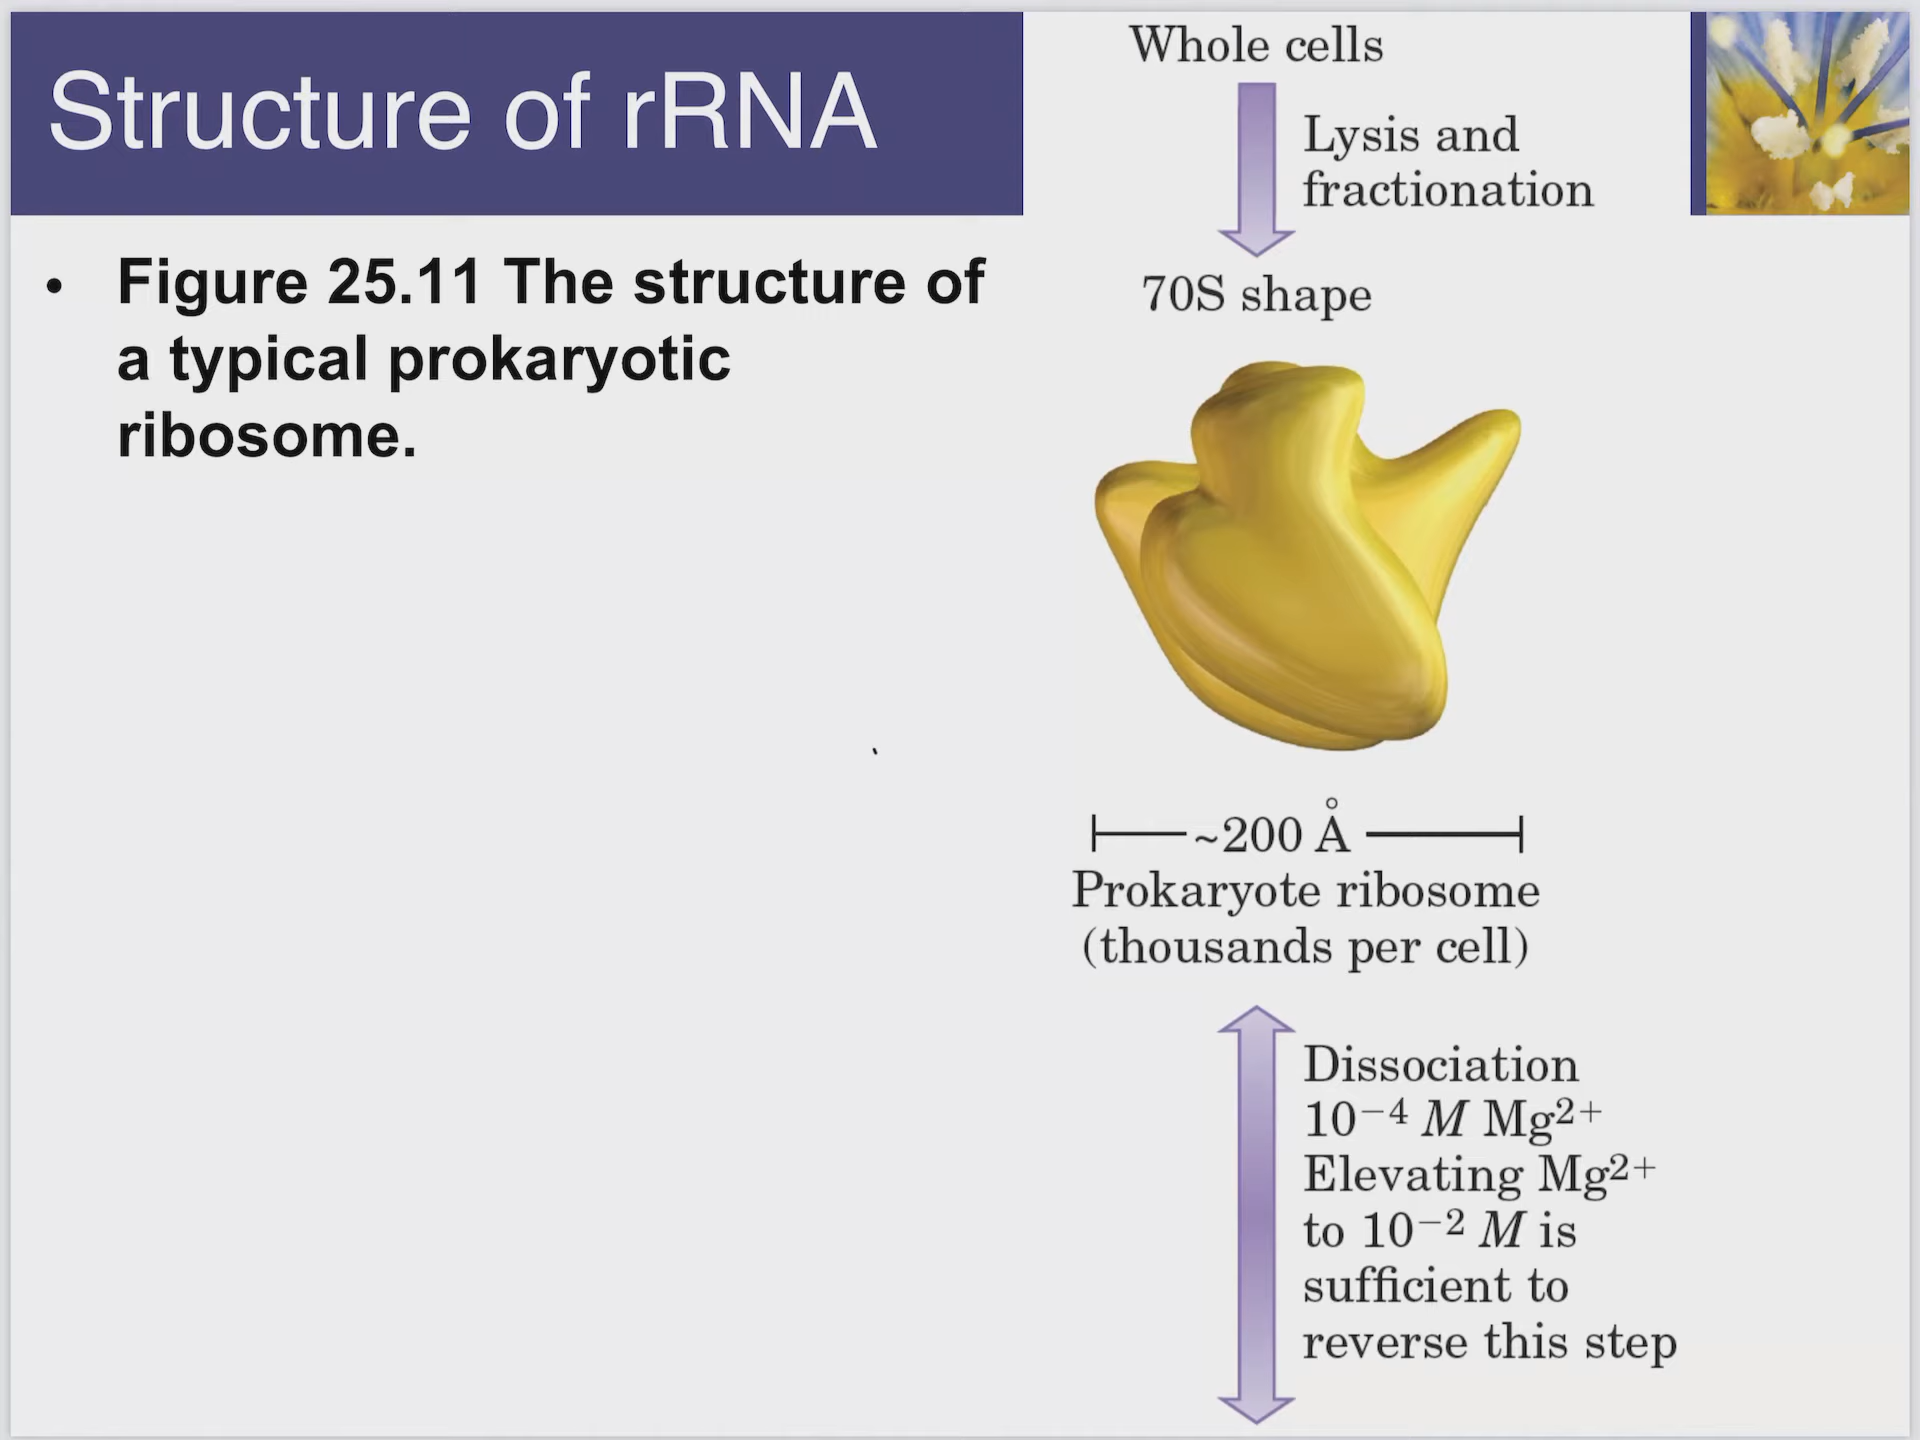 Structure of rRNA
• Figure 25.11 The structure of
a typical prokaryotic
ribosome.
Whole cells
Lysis and
fractionation
70S shape
~200 Å
Prokaryote ribosome
(thousands per cell)
Dissociation
10⁻⁴ M Mg²⁺
Elevating Mg²⁺
to 10⁻² M is
sufficient to
reverse this step